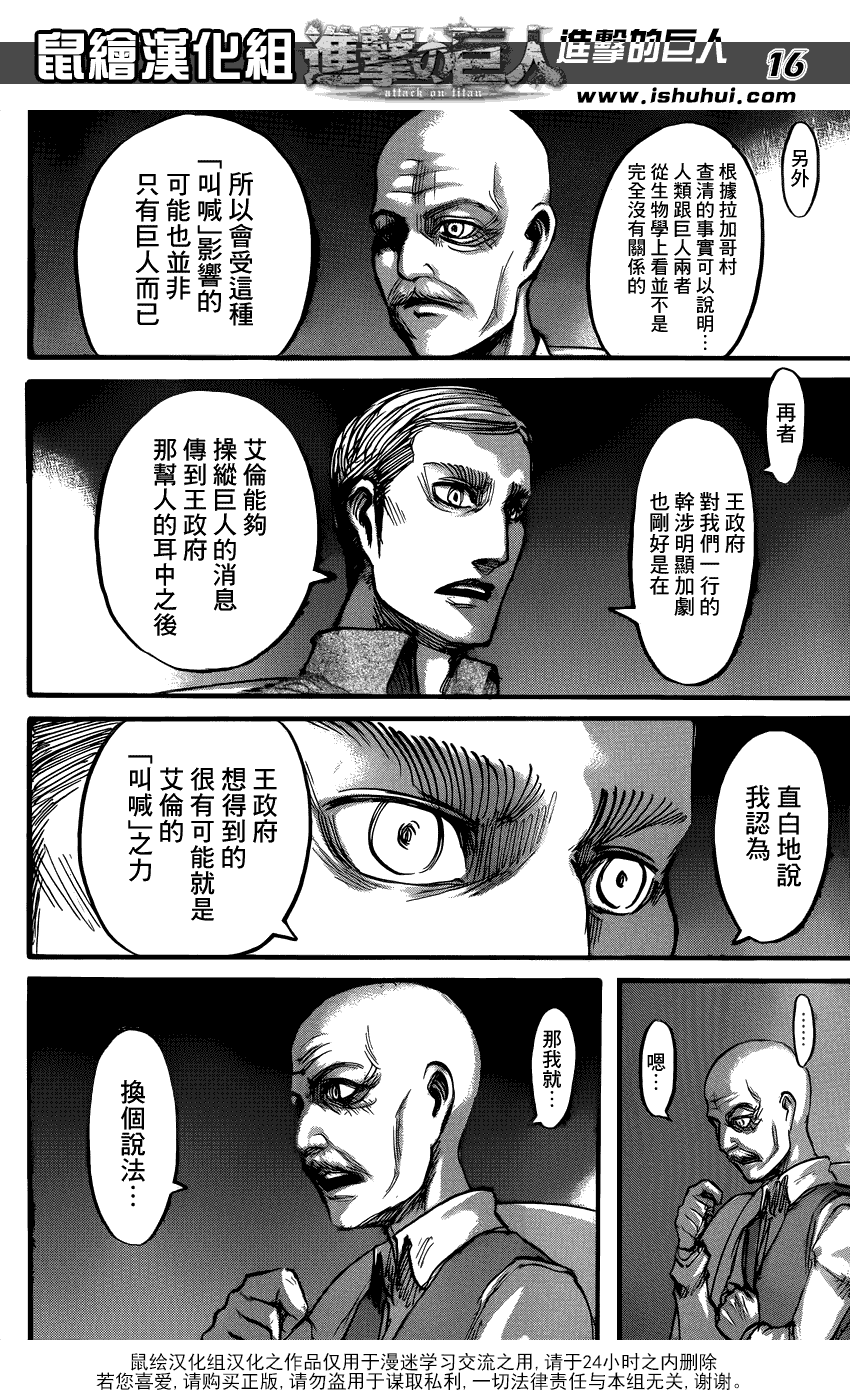 鼠繪漢化組
進撃の巨人
attack on titan
進擊的巨人
www.ishuhui.com
16
另外
根據拉加哥村
查清的事實可以說明…
人類跟巨人兩者
從生物學上看並不是
完全沒有關係的
所以會受這種
「叫喊」影響的
可能也並非
只有巨人而已
再者
王政府
對我們一行的
幹涉明顯加劇
也剛好是在
艾倫能夠
操縱巨人的消息
傳到王政府
那幫人的耳中之後
直白地說
我認為
王政府
想得到的
很有可能就是
艾倫的
「叫喊」之力
……
嗯…
那我就…
換個說法…
鼠绘汉化组汉化之作品仅用于漫迷学习交流之用, 请于24小时之内删除
若您喜爱, 请购买正版, 请勿用于谋取私利, 一切法律责任与本组无关, 谢谢。